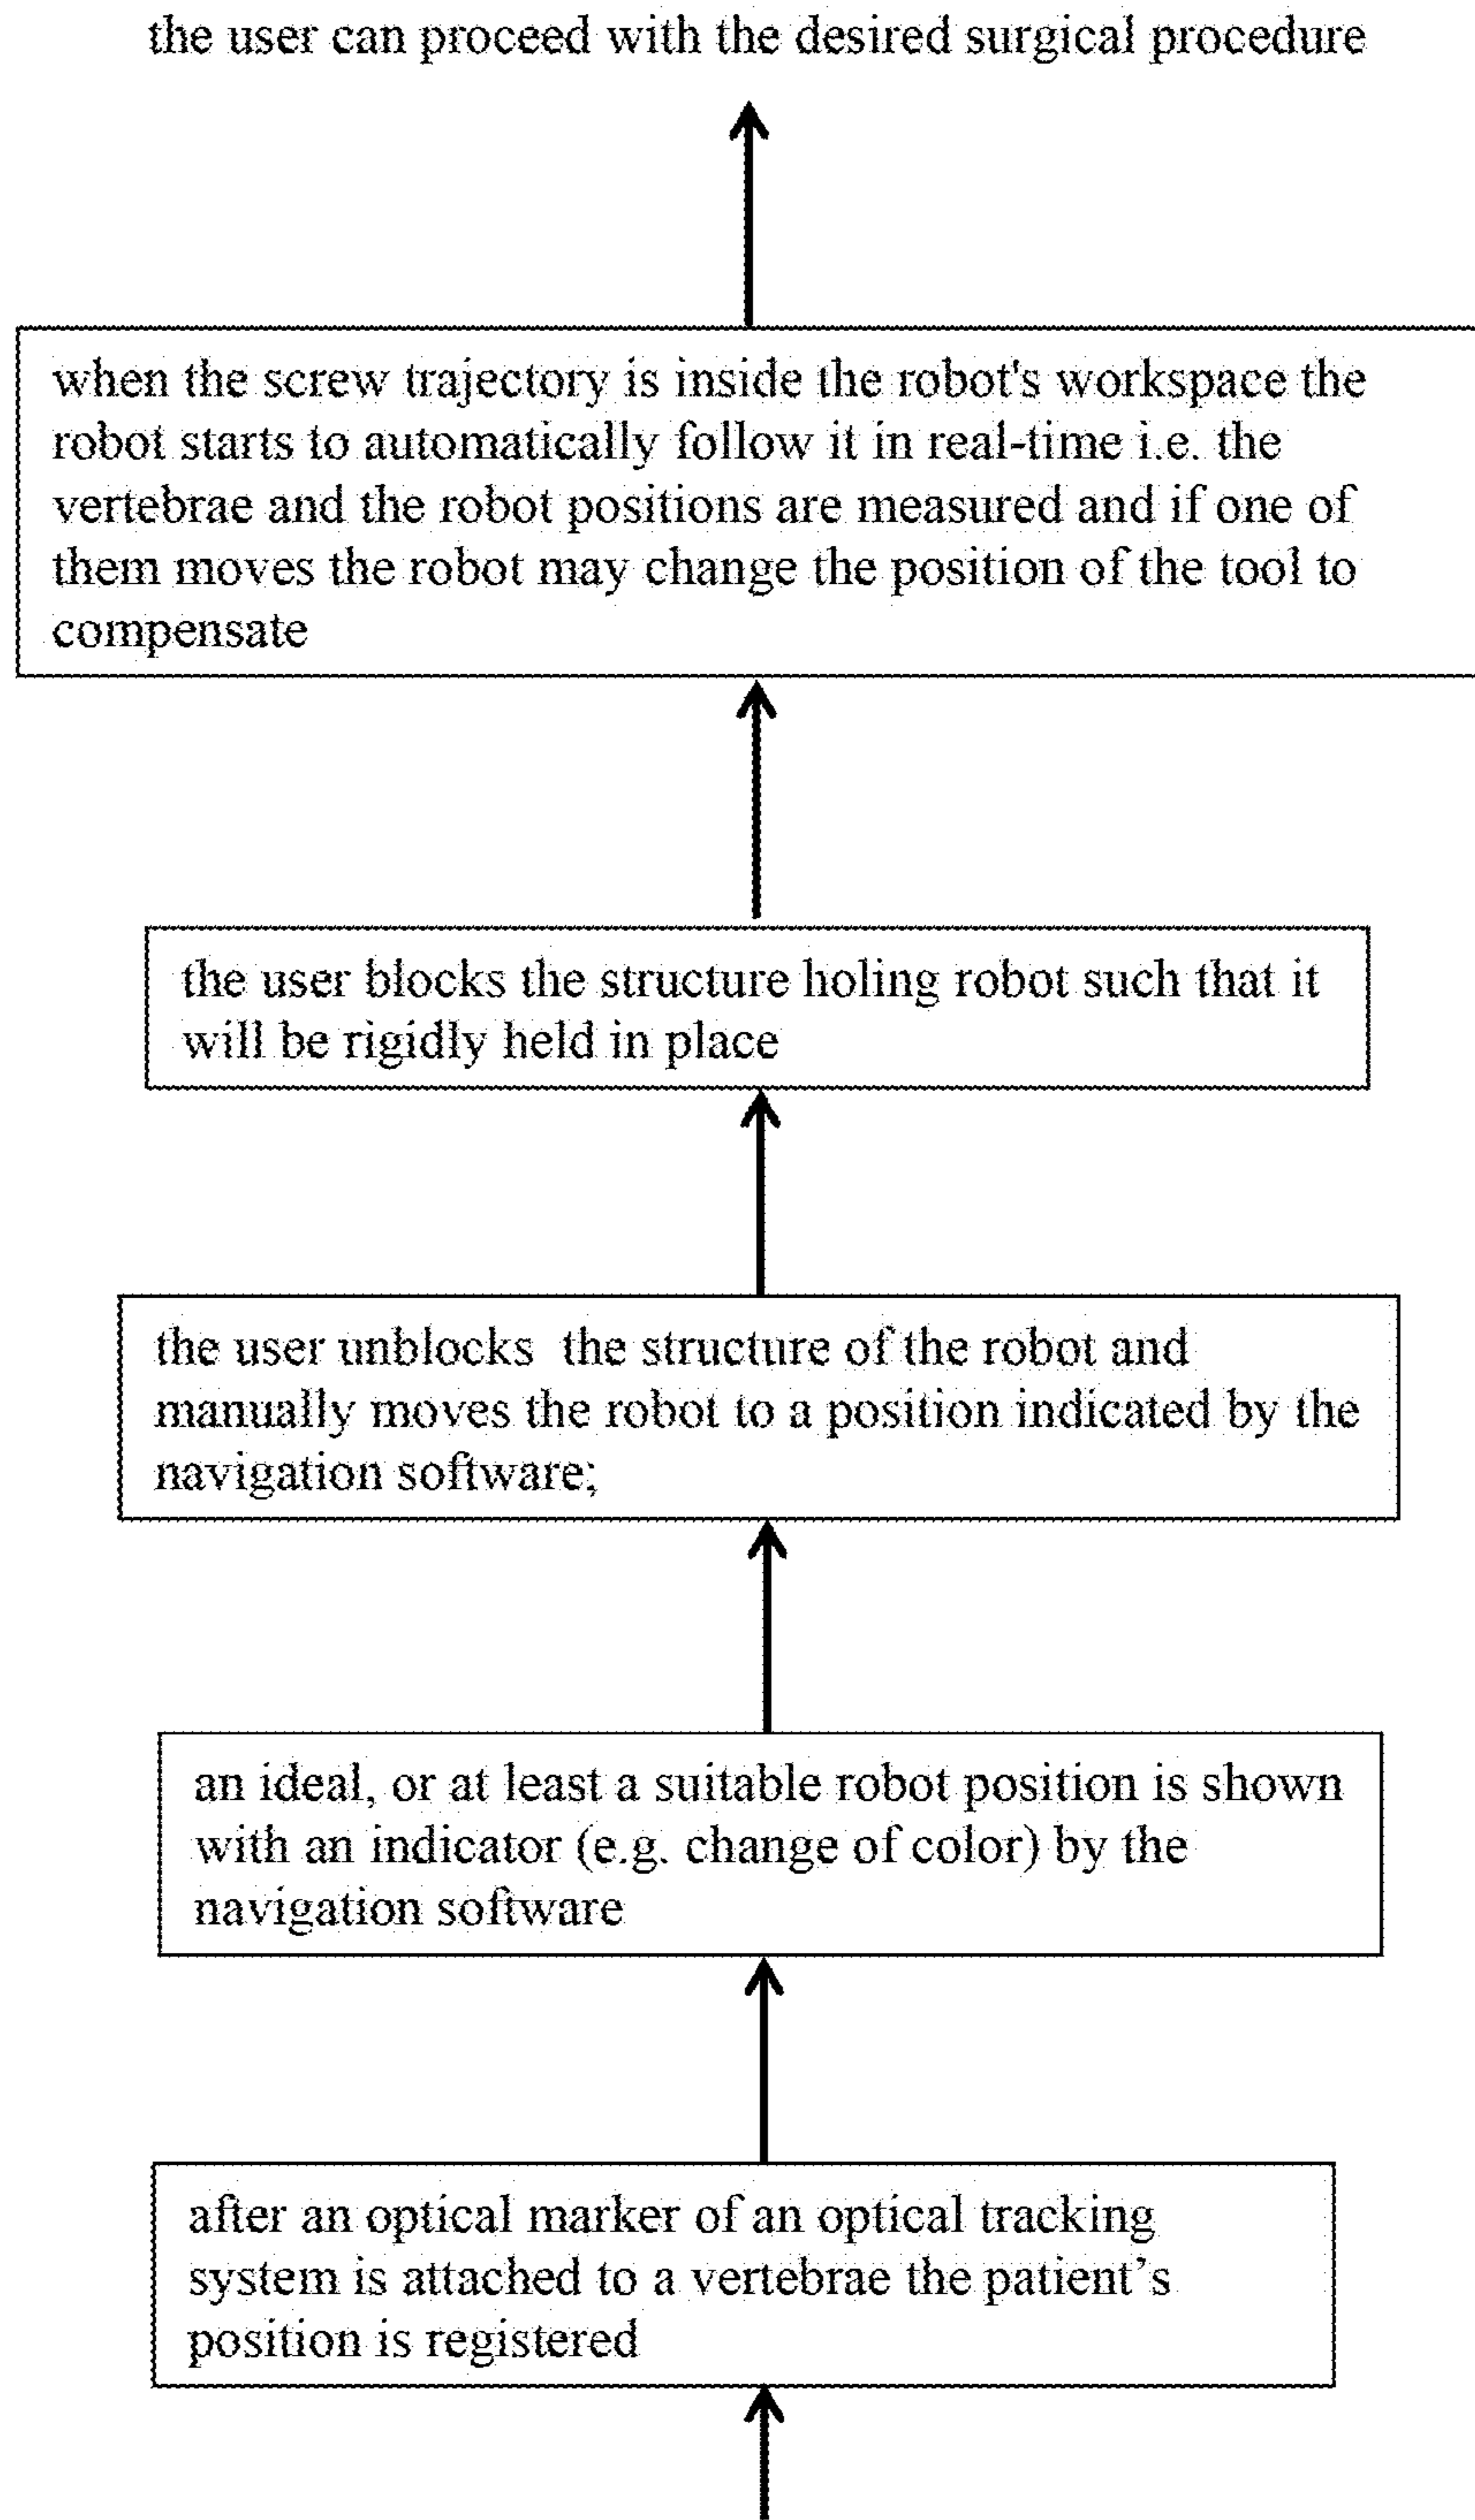 the user can proceed with the desired surgical procedure
when the screw trajectory is inside the robot's workspace the
robot starts to automatically follow it in real-time i.e. the
vertebrae and the robot positions are measured and if one of
them moves the robot may change the position of the tool to
compensate
the user blocks the structure holing robot such that it
will be rigidly held in place
the user unblocks the structure of the robot and
manually moves the robot to a position indicated by the
navigation software;
an ideal, or at least a suitable robot position is shown
with an indicator (e.g. change of color) by the
navigation software
after an optical marker of an optical tracking
system is attached to a vertebrae the patient’s
position is registered